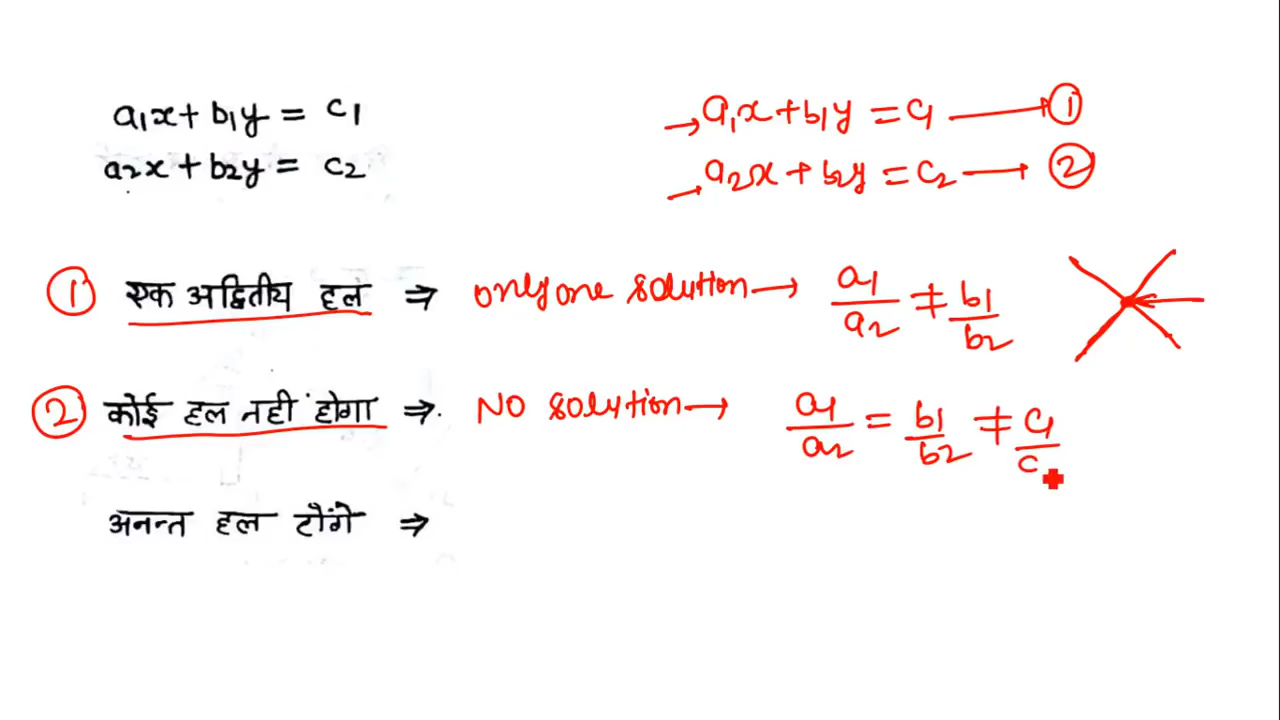 a1x + b1y = c1
a2x + b2y = c2
a1x + b1y = c1 → ①
a2x + b2y = c2 → ②
① एक अद्वितीय हल ⇒ only one solution → a1/a2 ≠ b1/b2
② कोई हल नही होगा ⇒ NO solution → a1/a2 = b1/b2 ≠ c1/c
अनन्त हल होंगे ⇒